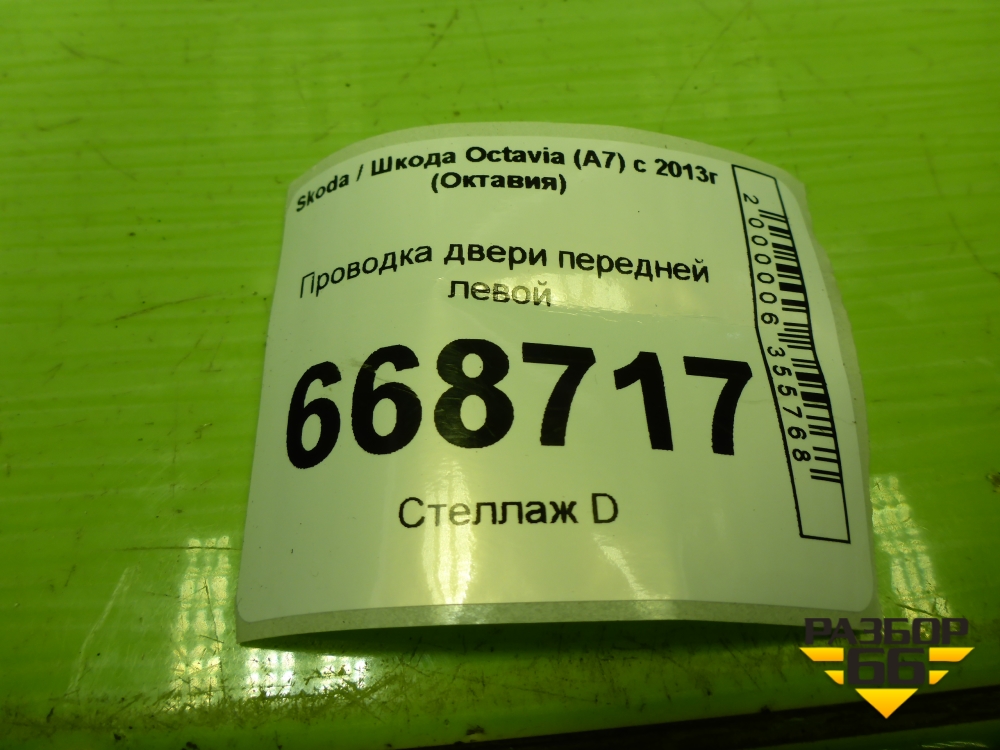 Skoda / Шкода Octavia (A7) с 2013г
(Октавия)
Проводка двери передней
левой
668717
Стеллаж D
2000006355768
РАЗБОР
66